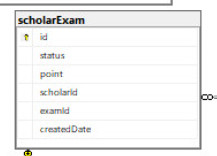 scholarExam
id
status
point
scholarId
examId
createdDate